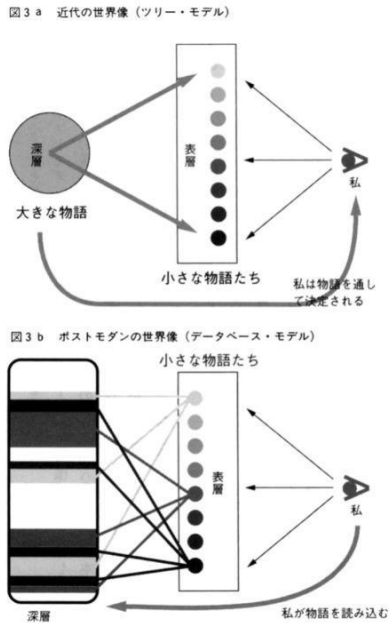 図3a 近代の世界像（ツリー・モデル）
深層
表層
私
大きな物語
小さな物語たち
私は物語を通し
て決定される
図3b ポストモダンの世界像（データベース・モデル）
小さな物語たち
表層
私
深層
私が物語を読み込む